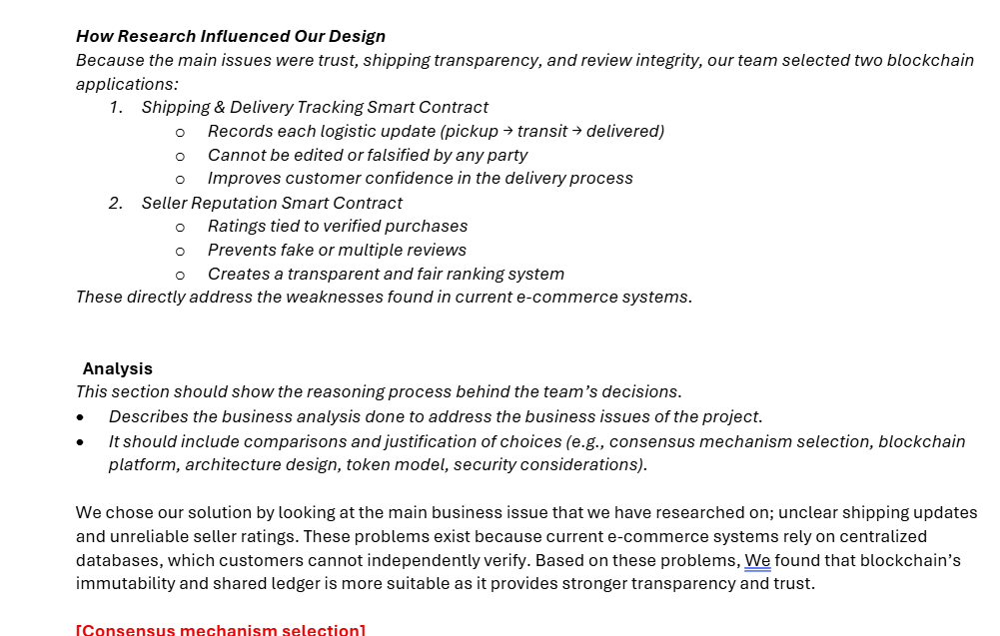 How Research Influenced Our Design
Because the main issues were trust, shipping transparency, and review integrity, our team selected two blockchain
applications:
1. Shipping & Delivery Tracking Smart Contract
o Records each logistic update (pickup → transit → delivered)
o Cannot be edited or falsified by any party
o Improves customer confidence in the delivery process
2. Seller Reputation Smart Contract
o Ratings tied to verified purchases
o Prevents fake or multiple reviews
o Creates a transparent and fair ranking system
These directly address the weaknesses found in current e-commerce systems.
Analysis
This section should show the reasoning process behind the team’s decisions.
• Describes the business analysis done to address the business issues of the project.
• It should include comparisons and justification of choices (e.g., consensus mechanism selection, blockchain
platform, architecture design, token model, security considerations).
We chose our solution by looking at the main business issue that we have researched on; unclear shipping updates
and unreliable seller ratings. These problems exist because current e-commerce systems rely on centralized
databases, which customers cannot independently verify. Based on these problems, We found that blockchain’s
immutability and shared ledger is more suitable as it provides stronger transparency and trust.
[Consensus mechanism selection]